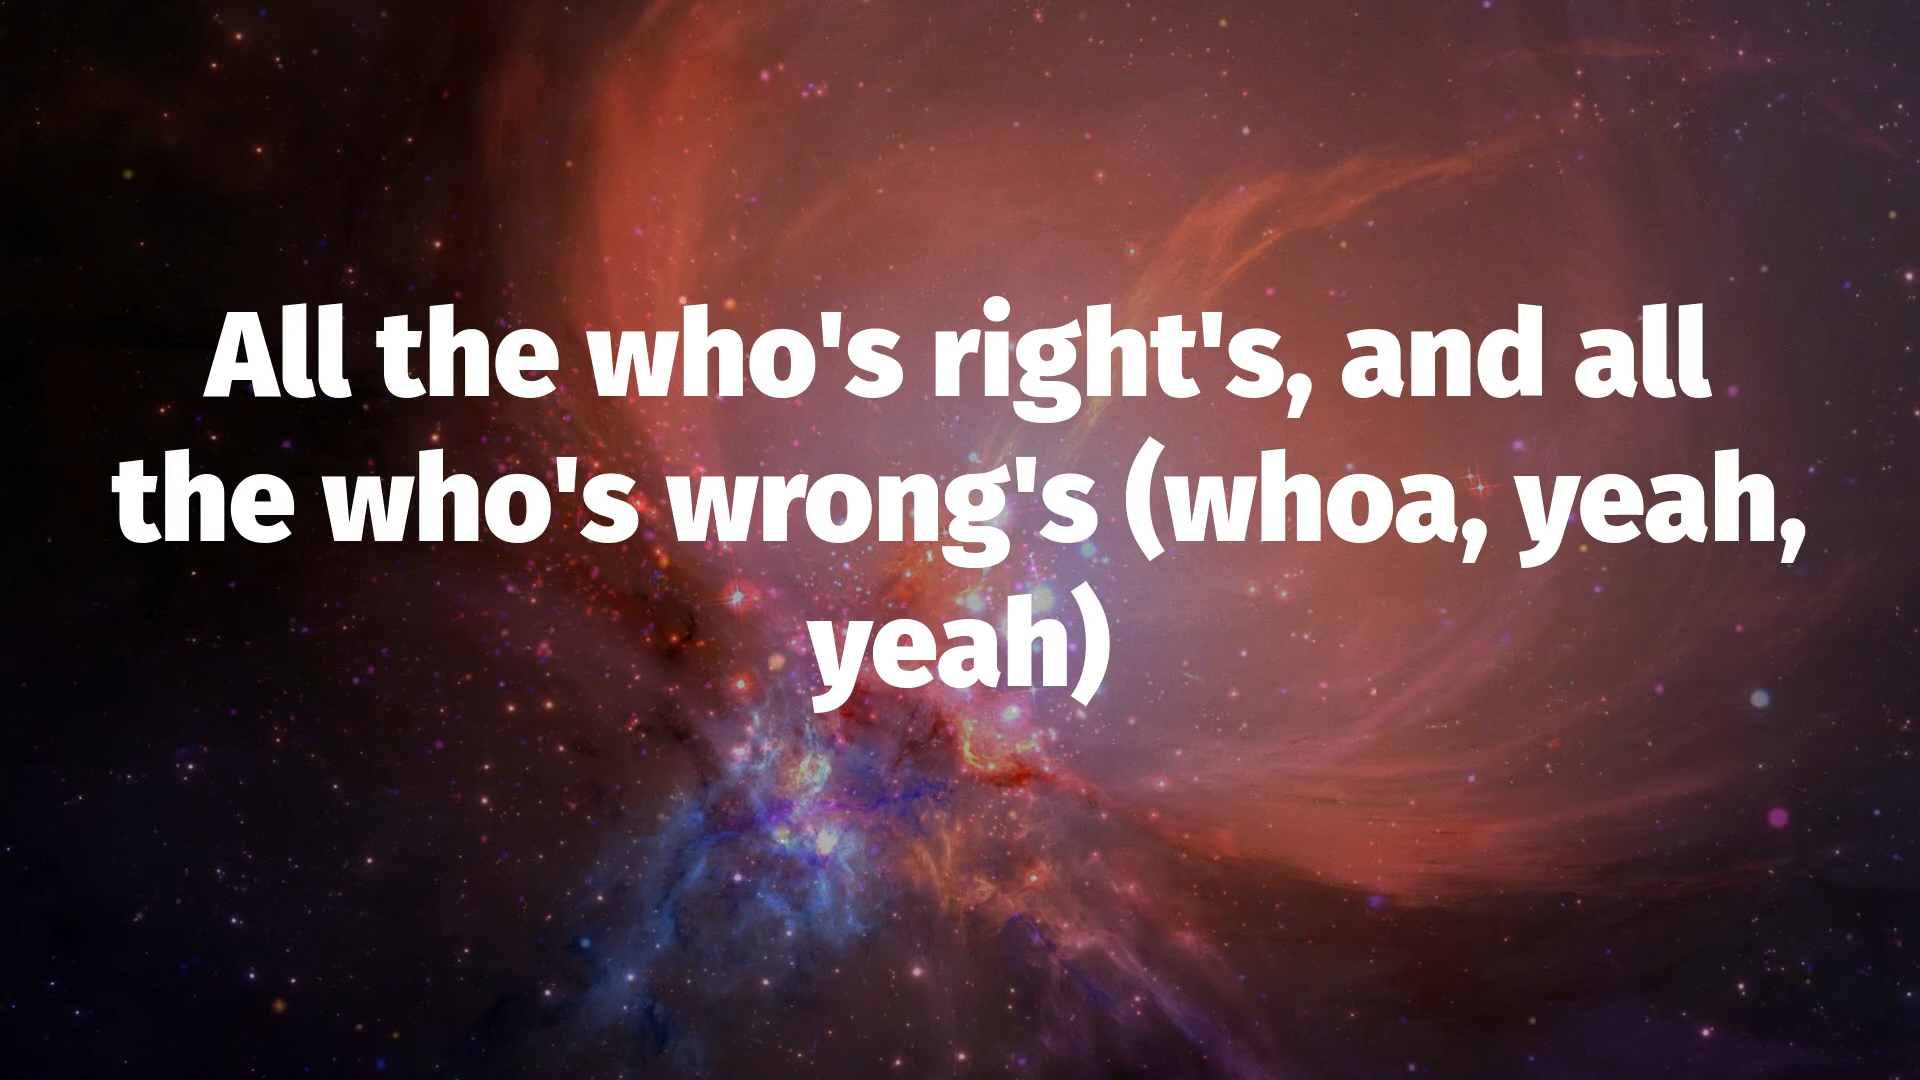 All the who's right's, and all
the who's wrong's (whoa, yeah,
yeah)